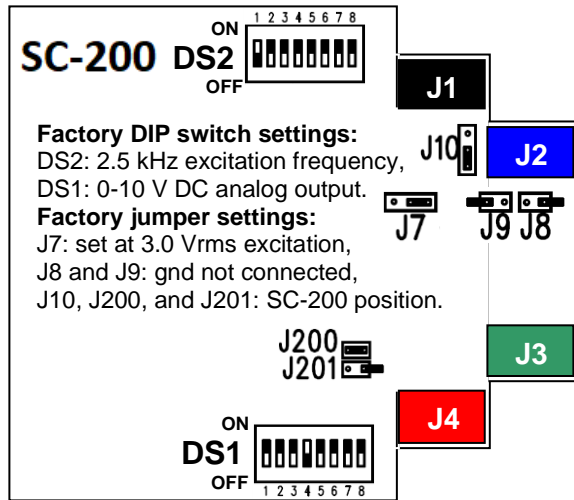 1 2 3 4 5 6 7 8
ON
SC-200 DS2
OFF
J1
Factory DIP switch settings:
DS2: 2.5 kHz excitation frequency,
DS1: 0-10 V DC analog output.
J10
J2
Factory jumper settings:
J7: set at 3.0 Vrms excitation,
J8 and J9: gnd not connected,
J10, J200, and J201: SC-200 position.
J7
J9 J8
J200
J201
J3
J4
ON
DS1
OFF
1 2 3 4 5 6 7 8